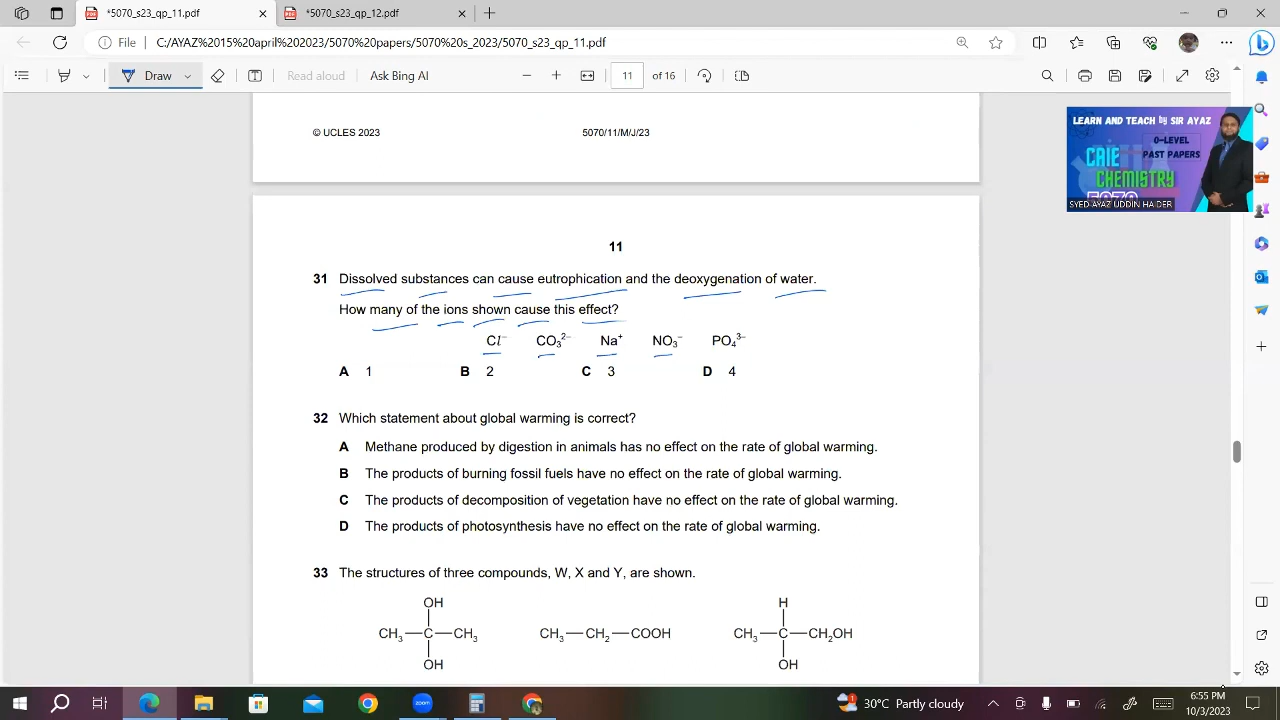 *5070_s23_qp_11.pdf
*5070_s23_qp_12.pdf
File C:/AYAZ%2015%20april%202023/5070%20papers/5070%20s_2023/5070_s23_qp_11.pdf
Draw
Read aloud
Ask Bing AI
11 of 16
© UCLES 2023
5070/11/M/J/23
LEARN AND TEACH by SIR AYAZ
O-LEVEL
PAST PAPERS
CAIE
CHEMISTRY
5070
SYED AYAZ UDDIN HAIDER
11
31 Dissolved substances can cause eutrophication and the deoxygenation of water.
How many of the ions shown cause this effect?
Cl⁻ CO₃²⁻ Na⁺ NO₃⁻ PO₄³⁻
A 1 B 2 C 3 D 4
32 Which statement about global warming is correct?
A Methane produced by digestion in animals has no effect on the rate of global warming.
B The products of burning fossil fuels have no effect on the rate of global warming.
C The products of decomposition of vegetation have no effect on the rate of global warming.
D The products of photosynthesis have no effect on the rate of global warming.
33 The structures of three compounds, W, X and Y, are shown.
OH H
CH₃—C—CH₃ CH₃—CH₂—COOH CH₃—C—CH₂OH
OH OH
zoom
30°C Partly cloudy
6:55 PM
10/3/2023